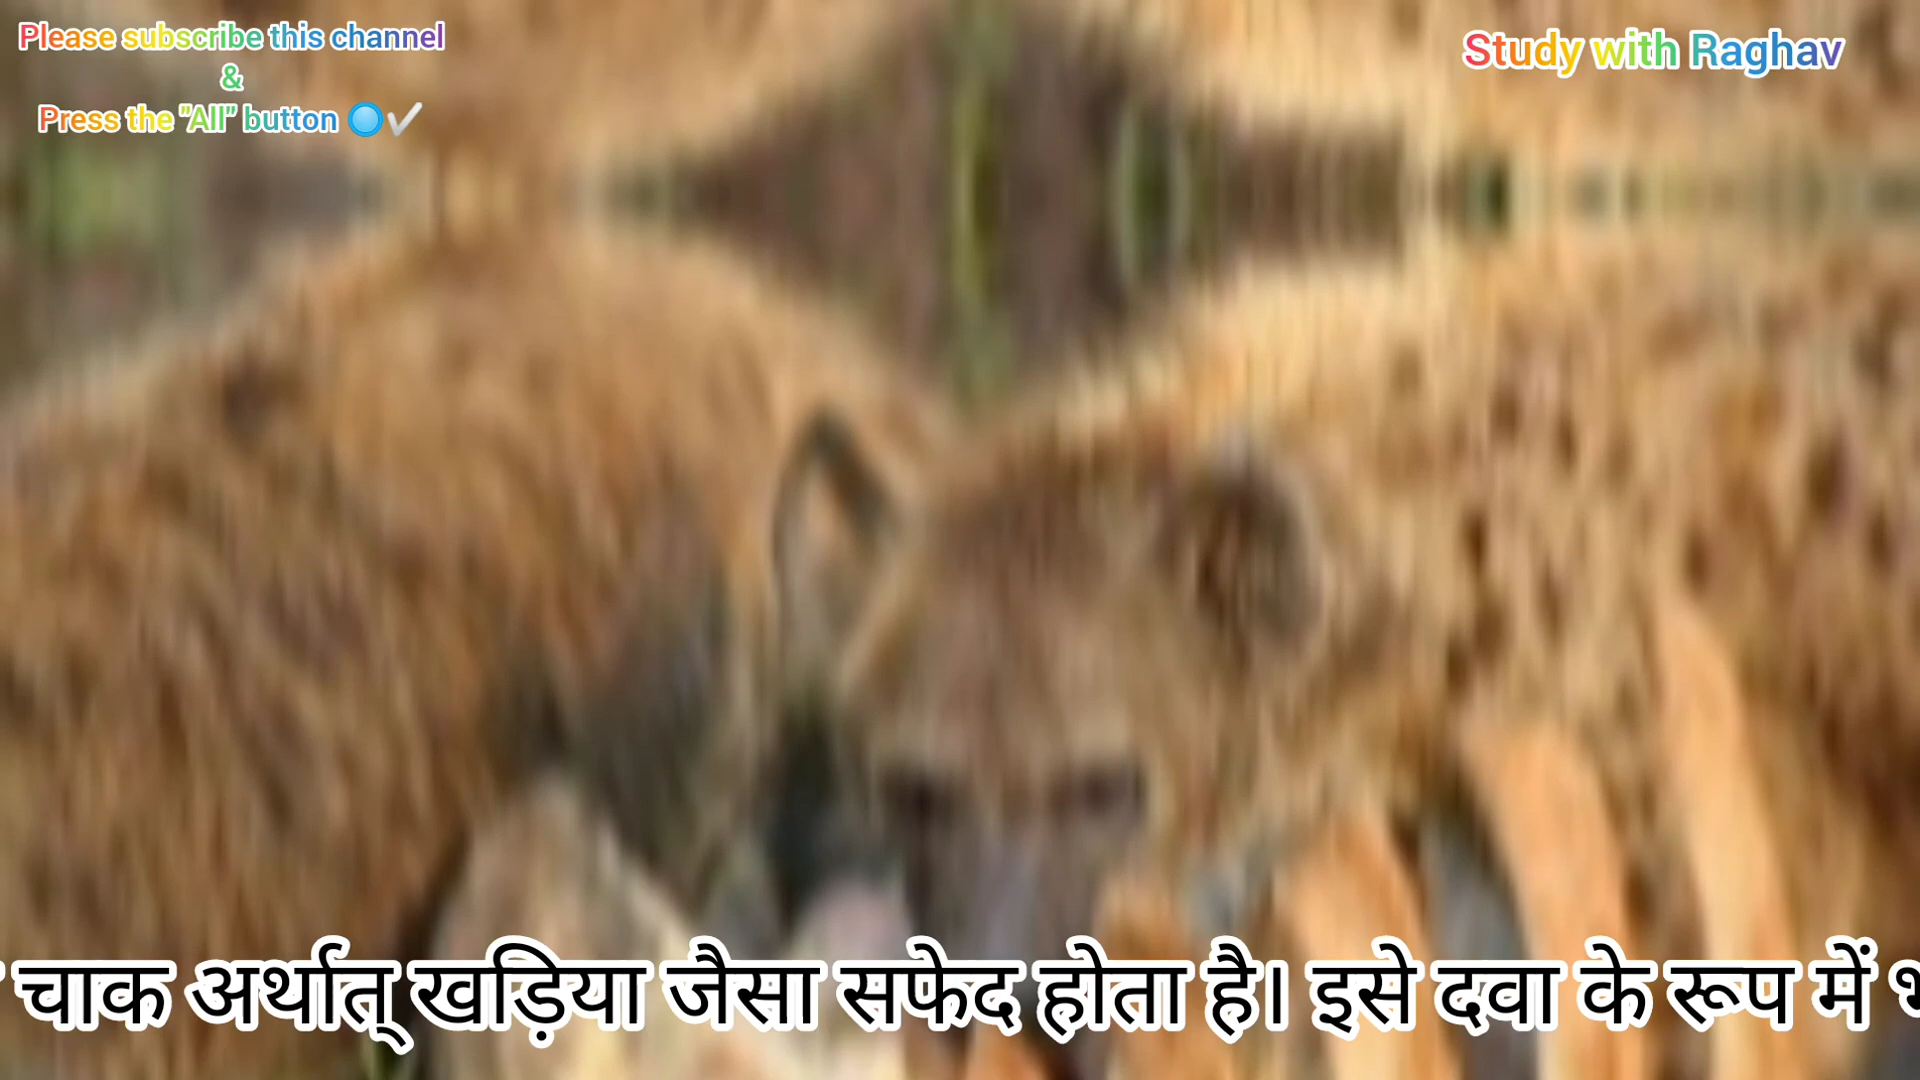 Please subscribe this channel
&
Press the "All" button
Study with Raghav
चाक अर्थात् खड़िया जैसा सफेद होता है। इसे दवा के रूप में